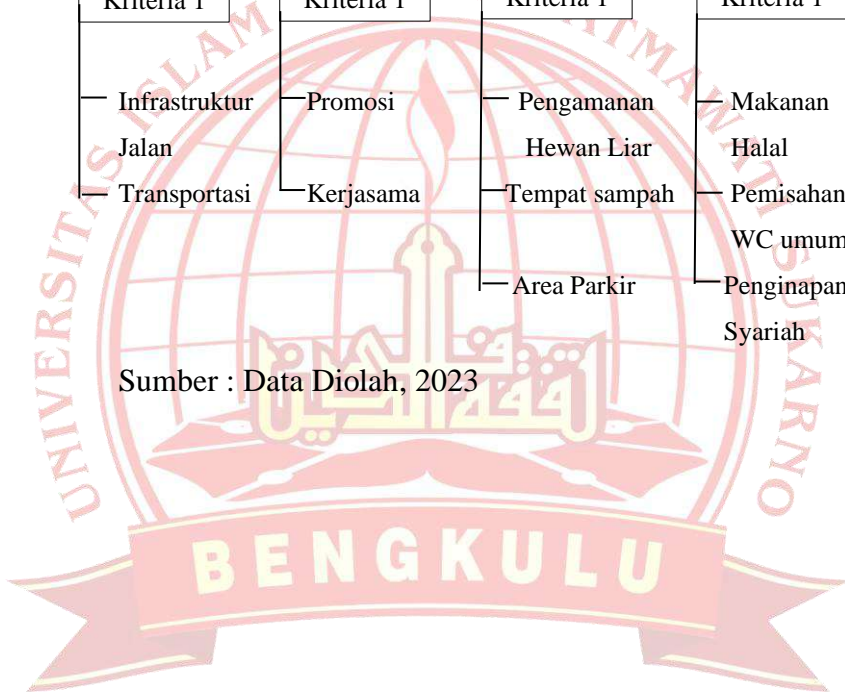 Kriteria 1
Kriteria 1
Kriteria 1
Kriteria 1
Infrastruktur
Jalan
Transportasi
Promosi
Kerjasama
Pengamanan
Hewan Liar
Tempat sampah
Area Parkir
Makanan
Halal
Pemisahan
WC umum
Penginapan
Syariah
Sumber : Data Diolah, 2023
BENGKULU